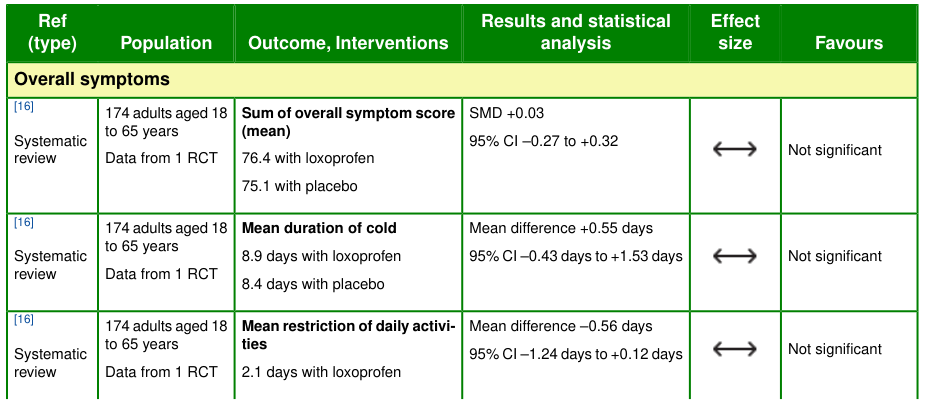 Ref (type)
Population
Outcome, Interventions
Results and statistical analysis
Effect size
Favours
Overall symptoms
[16]
Systematic review
174 adults aged 18 to 65 years
Data from 1 RCT
Sum of overall symptom score (mean)
76.4 with loxoprofen
75.1 with placebo
SMD +0.03
95% CI –0.27 to +0.32
Not significant
[16]
Systematic review
174 adults aged 18 to 65 years
Data from 1 RCT
Mean duration of cold
8.9 days with loxoprofen
8.4 days with placebo
Mean difference +0.55 days
95% CI –0.43 days to +1.53 days
Not significant
[16]
Systematic review
174 adults aged 18 to 65 years
Data from 1 RCT
Mean restriction of daily activi-
ties
2.1 days with loxoprofen
Mean difference –0.56 days
95% CI –1.24 days to +0.12 days
Not significant